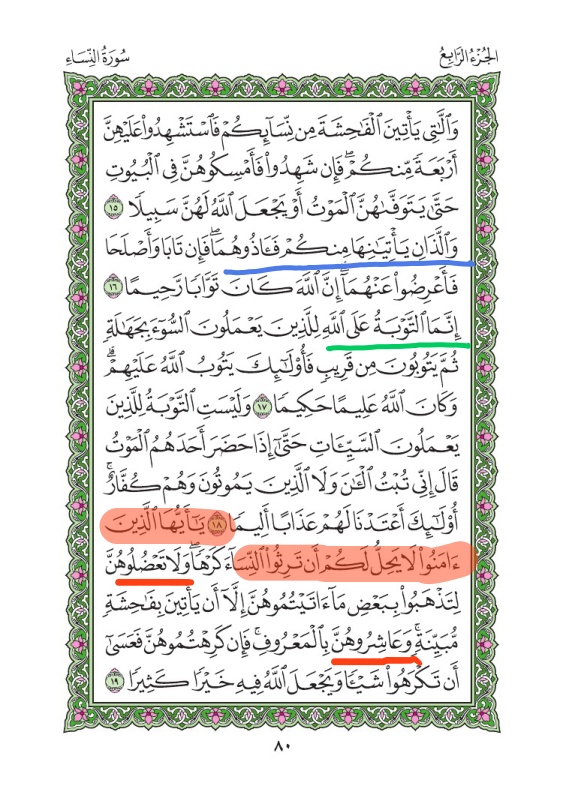 الجُزْءُ الرَّابِعُ
سُورَةُ النِّسَاءِ
وَٱلَّٰتِي يَأۡتِينَ ٱلۡفَٰحِشَةَ مِن نِّسَآئِكُمۡ فَٱسۡتَشۡهِدُواْ عَلَيۡهِنَّ
أَرۡبَعَةٗ مِّنكُمۡۖ فَإِن شَهِدُواْ فَأَمۡسِكُوهُنَّ فِي ٱلۡبُيُوتِ
حَتَّىٰ يَتَوَفَّىٰهُنَّ ٱلۡمَوۡتُ أَوۡ يَجۡعَلَ ٱللَّهُ لَهُنَّ سَبِيلٗا ١٥
وَٱلَّذَانِ يَأۡتِيَٰنِهَا مِنكُمۡ فَـَٔاذُوهُمَاۖ فَإِن تَابَا وَأَصۡلَحَا
فَأَعۡرِضُواْ عَنۡهُمَآۗ إِنَّ ٱللَّهَ كَانَ تَوَّابٗا رَّحِيمًا ١٦
إِنَّمَا ٱلتَّوۡبَةُ عَلَى ٱللَّهِ لِلَّذِينَ يَعۡمَلُونَ ٱلسُّوٓءَ بِجَهَٰلَةٖ
ثُمَّ يَتُوبُونَ مِن قَرِيبٖ فَأُوْلَٰٓئِكَ يَتُوبُ ٱللَّهُ عَلَيۡهِمۡۗ
وَكَانَ ٱللَّهُ عَلِيمًا حَكِيمٗا ١٧ وَلَيۡسَتِ ٱلتَّوۡبَةُ لِلَّذِينَ
يَعۡمَلُونَ ٱلسَّيِّـَٔاتِ حَتَّىٰٓ إِذَا حَضَرَ أَحَدَهُمُ ٱلۡمَوۡتُ
قَالَ إِنِّي تُبۡتُ ٱلۡـَٰٔنَ وَلَا ٱلَّذِينَ يَمُوتُونَ وَهُمۡ كُفَّارٌۚ
أُوْلَٰٓئِكَ أَعۡتَدۡنَا لَهُمۡ عَذَابًا أَلِيمٗا ١٨ يَٰٓأَيُّهَا ٱلَّذِينَ
ءَامَنُواْ لَا يَحِلُّ لَكُمۡ أَن تَرِثُواْ ٱلنِّسَآءَ كَرۡهٗاۖ وَلَا تَعۡضُلُوهُنَّ
لِتَذۡهَبُواْ بِبَعۡضِ مَآ ءَاتَيۡتُمُوهُنَّ إِلَّآ أَن يَأۡتِينَ بِفَٰحِشَةٖ
مُّبَيِّنَةٖۚ وَعَاشِرُوهُنَّ بِٱلۡمَعۡرُوفِۚ فَإِن كَرِهۡتُمُوهُنَّ فَعَسَىٰٓ
أَن تَكۡرَهُواْ شَيۡـٔٗا وَيَجۡعَلَ ٱللَّهُ فِيهِ خَيۡرٗا كَثِيرٗا ١٩
٨٠